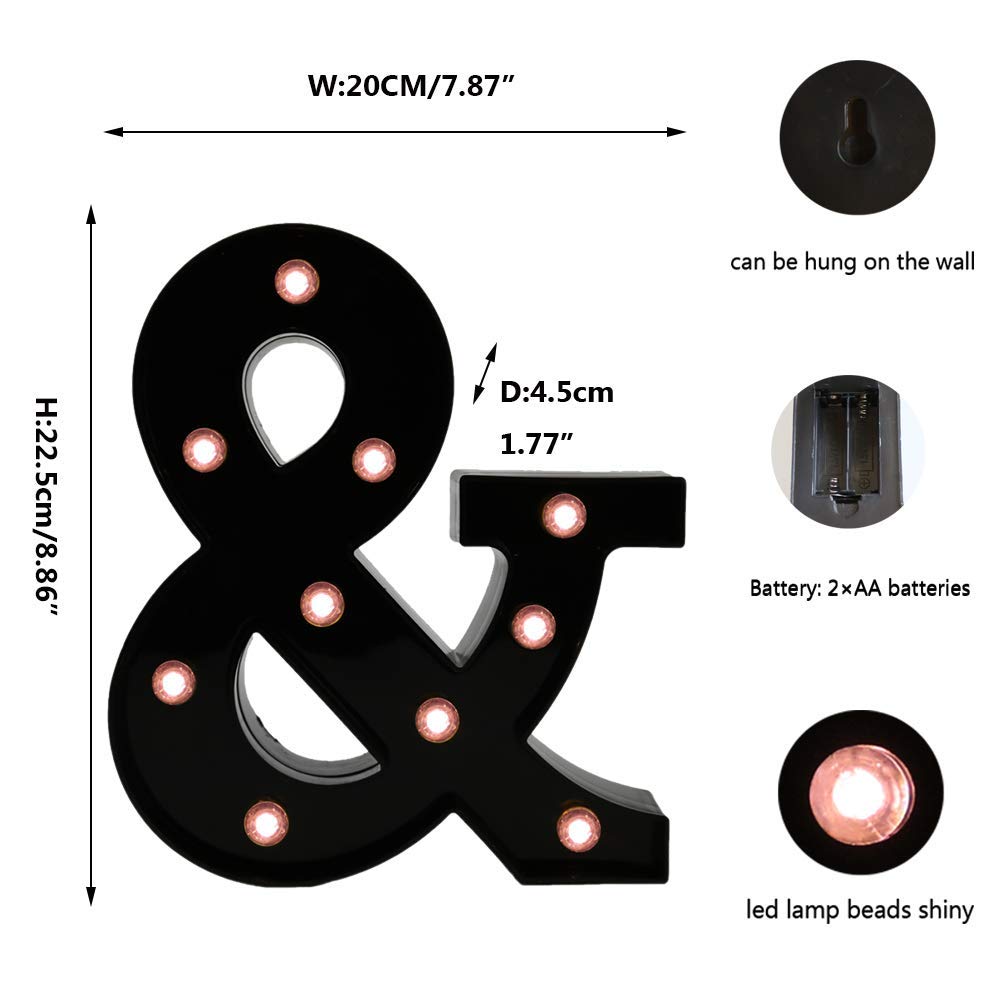 W:20CM/7.87”
can be hung on the wall
D:4.5cm
1.77”
H:22.5cm/8.86”
Battery: 2×AA batteries
led lamp beads shiny
&